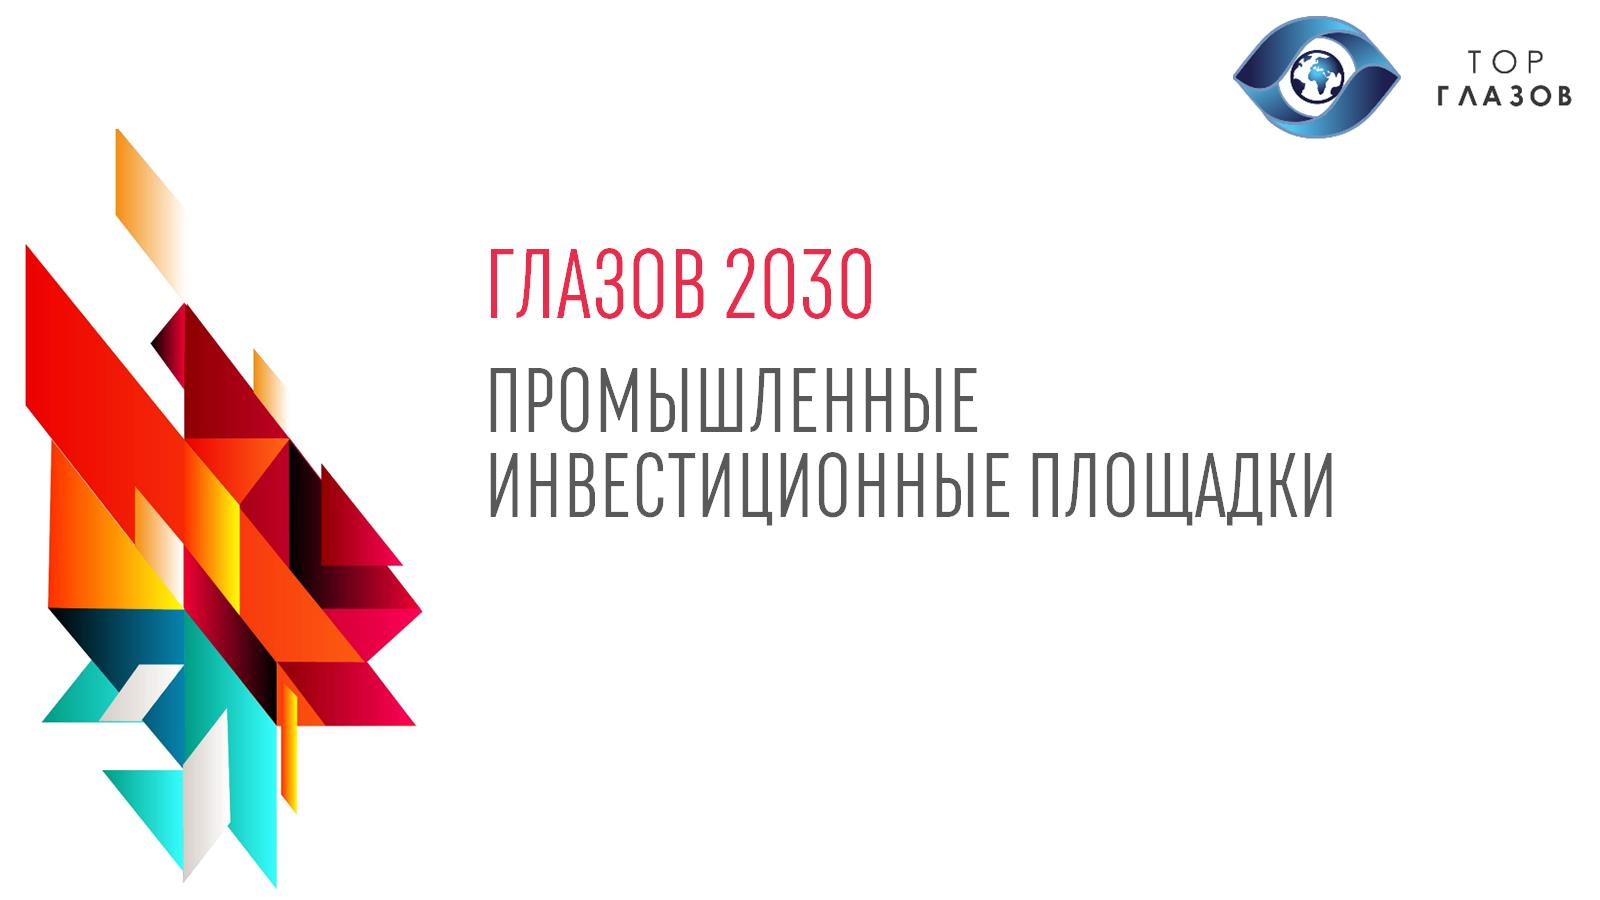 ТОР
ГЛАЗОВ
ГЛАЗОВ 2030
ПРОМЫШЛЕННЫЕ
ИНВЕСТИЦИОННЫЕ ПЛОЩАДКИ